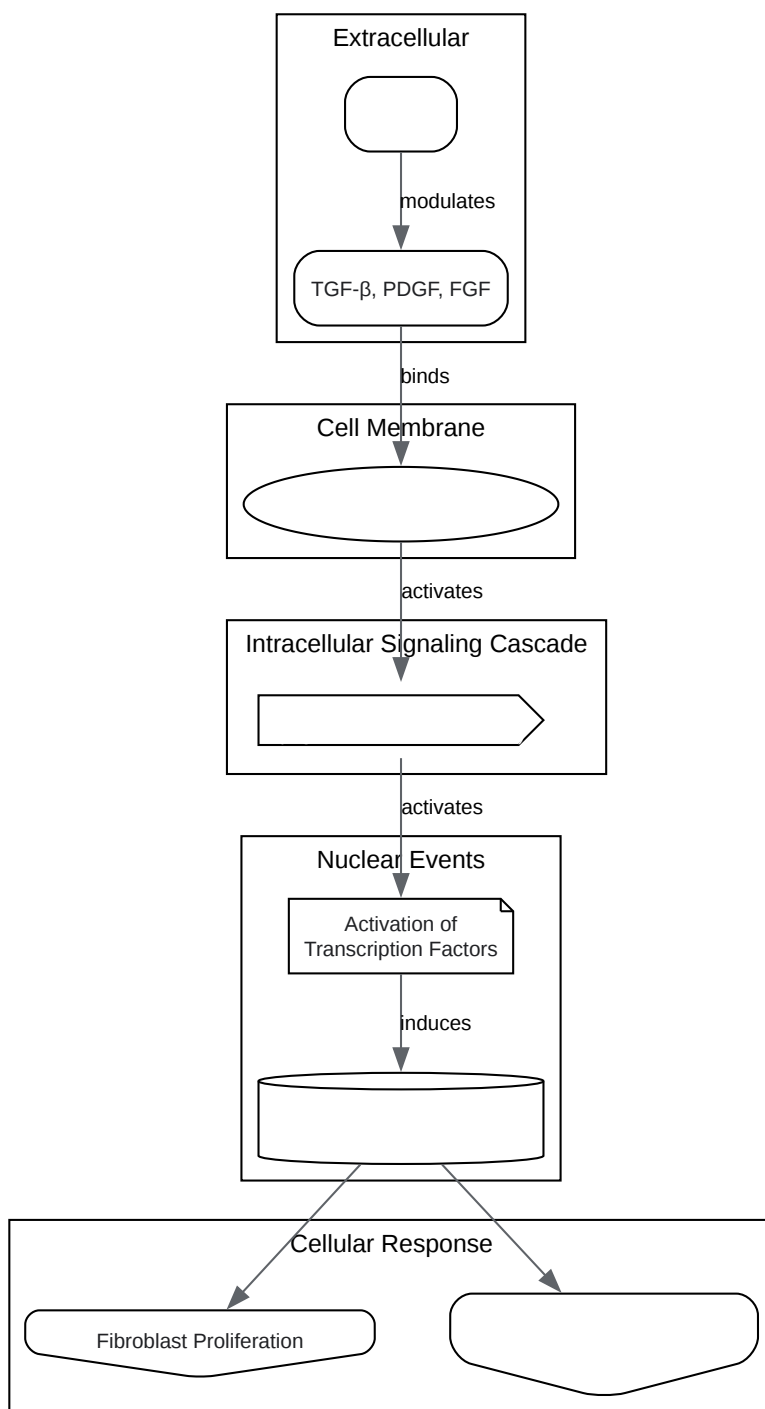 Extracellular
modulates
TGF-β, PDGF, FGF
binds
Cell Membrane
activates
Intracellular Signaling Cascade
activates
Nuclear Events
Activation of
Transcription Factors
induces
Cellular Response
Fibroblast Proliferation